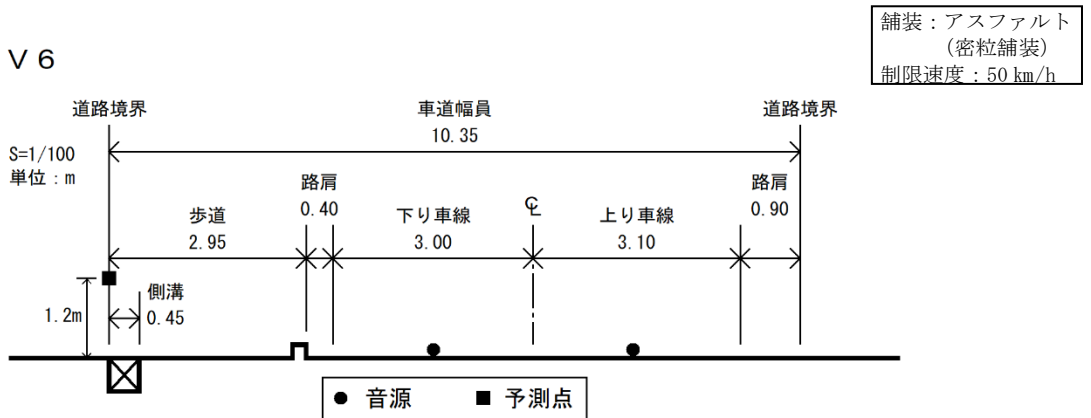 舗装：アスファルト
（密粒舗装）
制限速度：50 km/h
Ｖ６
道路境界
車道幅員
道路境界
10.35
S=1/100
単位：m
路肩
路肩
歩道
0.40
下り車線
℄
上り車線
0.90
2.95
3.00
3.10
側溝
1.2m
0.45
● 音源 ■ 予測点